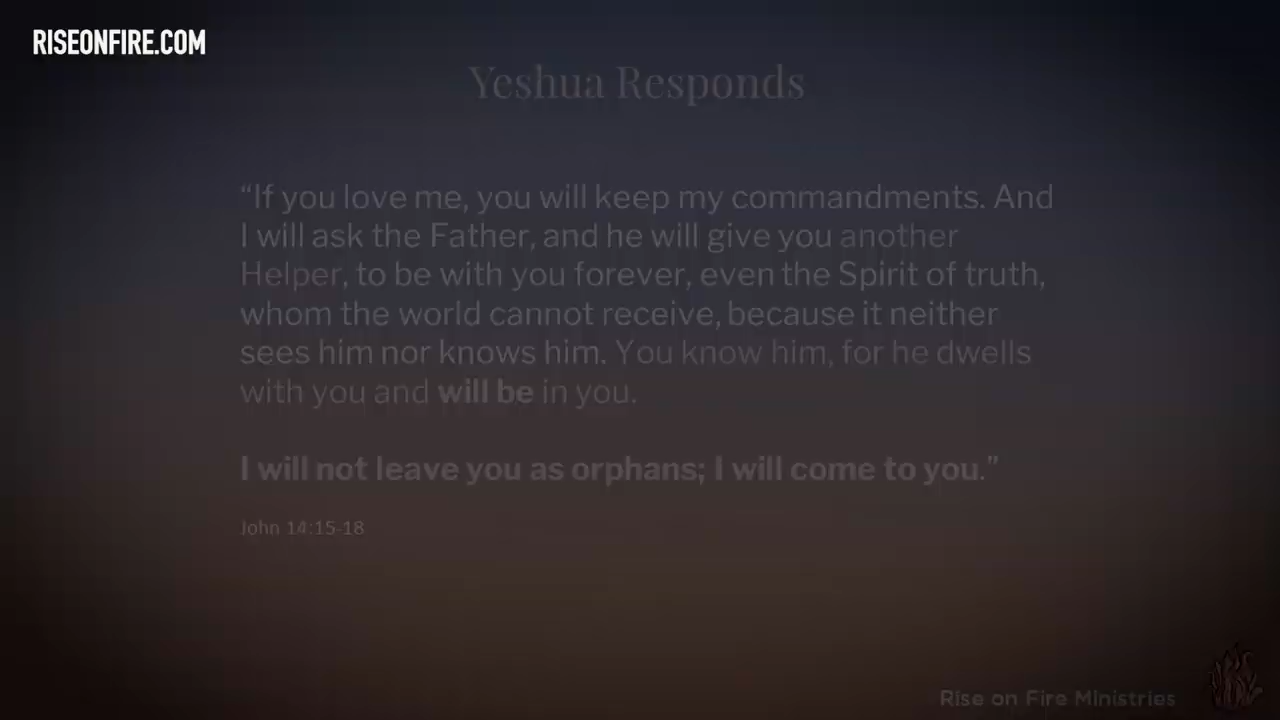 RISEONFIRE.COM
Yeshua Responds
“If you love me, you will keep my commandments. And
I will ask the Father, and he will give you another
Helper, to be with you forever, even the Spirit of truth,
whom the world cannot receive, because it neither
sees him nor knows him. You know him, for he dwells
with you and will be in you.
I will not leave you as orphans; I will come to you.”
John 14:15-18
Rise on Fire Ministries